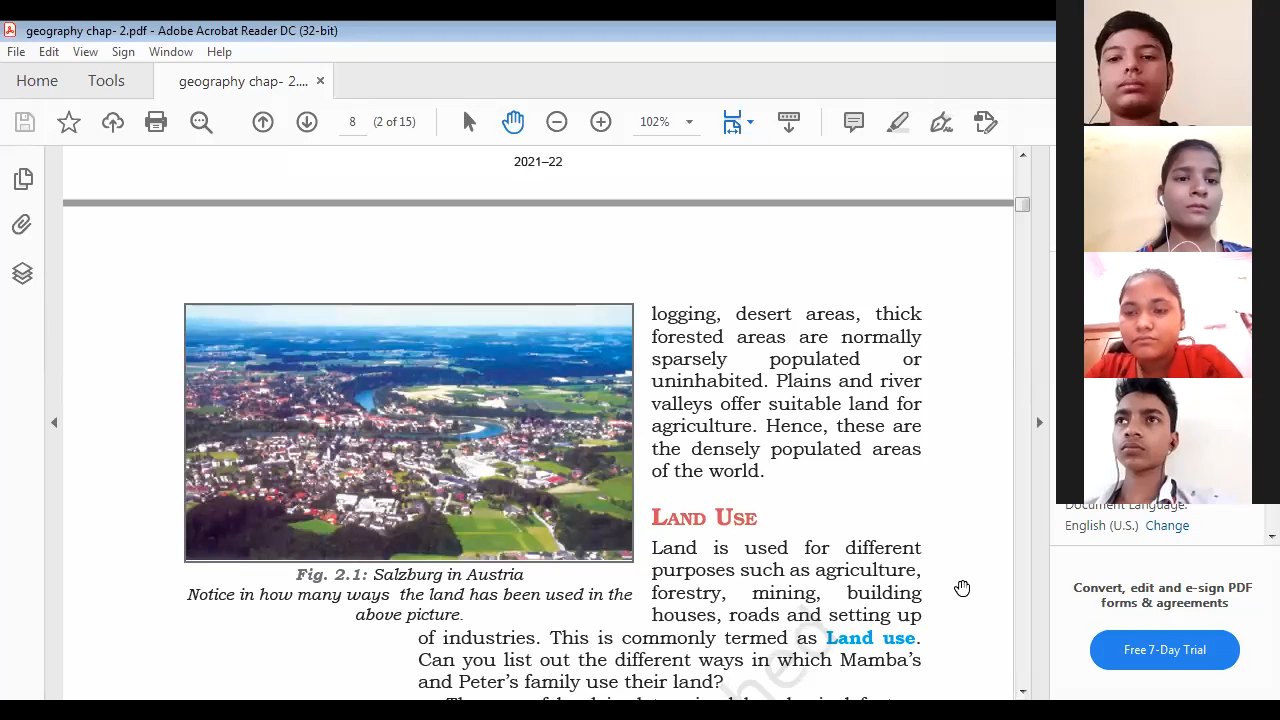 geography chap- 2.pdf - Adobe Acrobat Reader DC (32-bit)
File Edit View Sign Window Help
Home Tools geography chap- 2.... ×
8 (2 of 15) 102%
2021–22
logging, desert areas, thick
forested areas are normally
sparsely populated or
uninhabited. Plains and river
valleys offer suitable land for
agriculture. Hence, these are
the densely populated areas
of the world.
LAND USE
Land is used for different
purposes such as agriculture,
forestry, mining, building
houses, roads and setting up
of industries. This is commonly termed as Land use.
Can you list out the different ways in which Mamba's
and Peter's family use their land?
Fig. 2.1: Salzburg in Austria
Notice in how many ways the land has been used in the
above picture.
Document Language:
English (U.S.) Change
Convert, edit and e-sign PDF
forms & agreements
Free 7-Day Trial